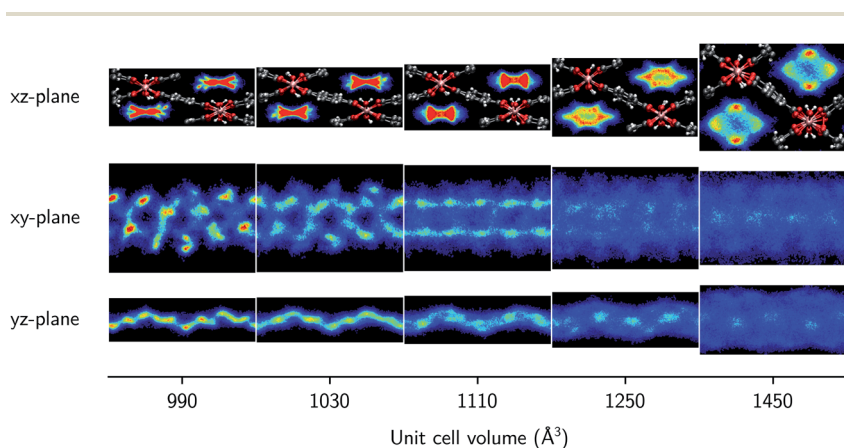 xz-plane
xy-plane
yz-plane
990 1030 1110 1250 1450
Unit cell volume (Å³)